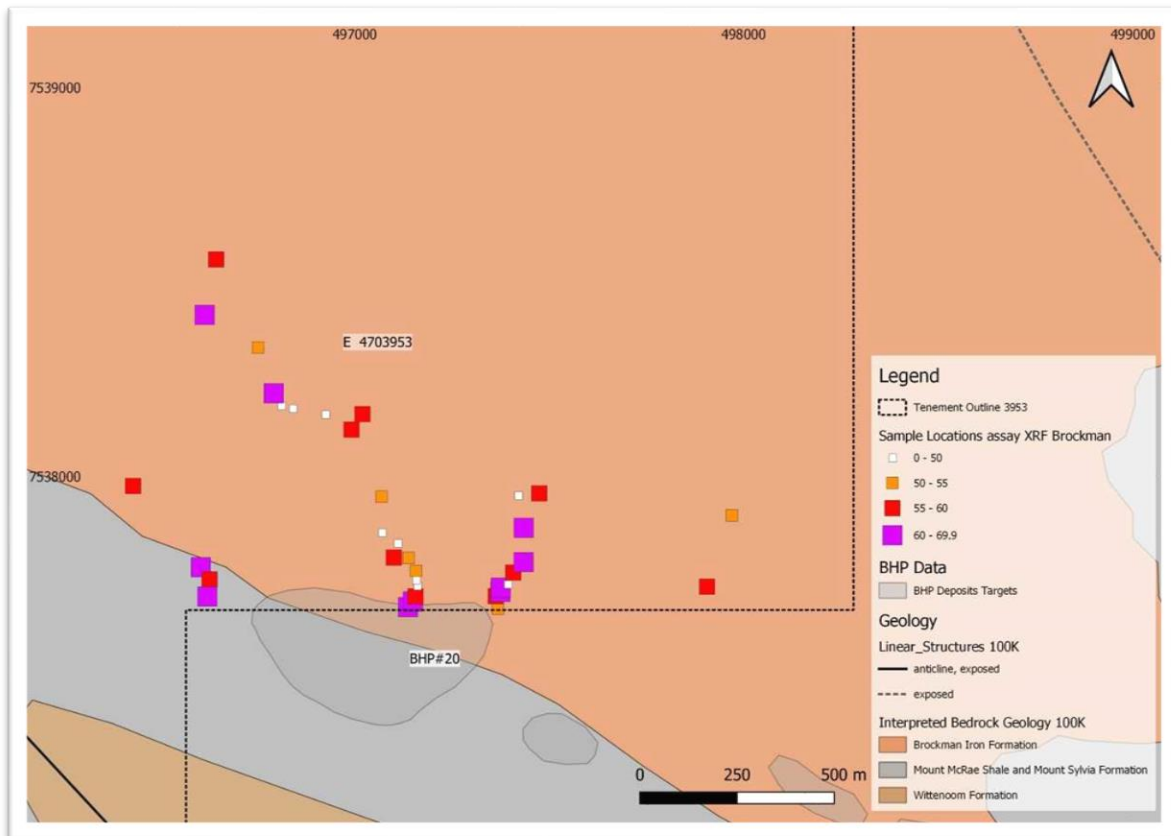 497000
498000
499000
7539000
E 4703953
7538000
BHP#20
0 250 500 m
Legend
Tenement Outline 3953
Sample Locations assay XRF Brockman
0 - 50
50 - 55
55 - 60
60 - 69.9
BHP Data
BHP Deposits Targets
Geology
Linear_Structures 100K
anticline, exposed
exposed
Interpreted Bedrock Geology 100K
Brockman Iron Formation
Mount McRae Shale and Mount Sylvia Formation
Wittenoom Formation